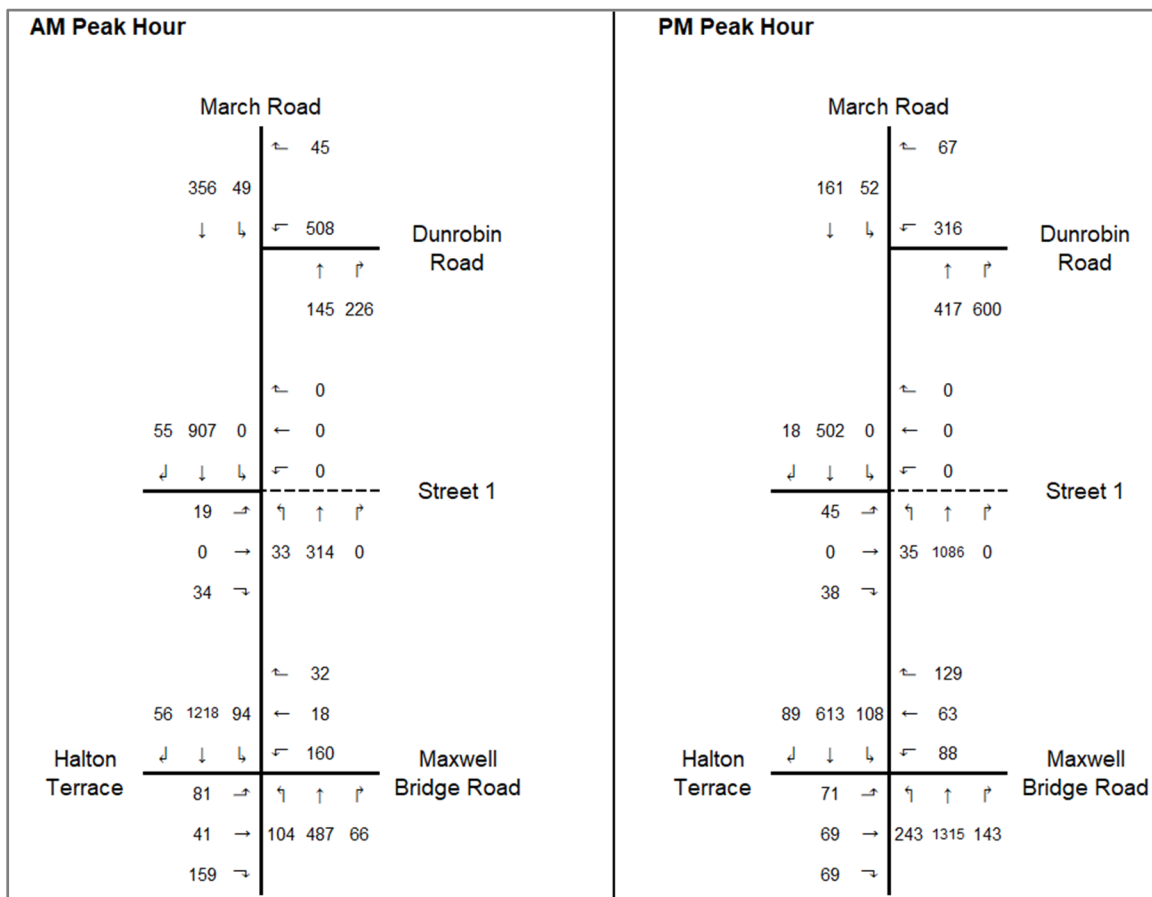 AM Peak Hour
March Road
↰ 45
356 49
↓ ↳ ↰ 508
Dunrobin
Road
↑ ↱
145 226
↰ 0
55 907 0 ← 0
↲ ↓ ↳ ↰ 0
Street 1
19 ↰ ↑ ↱
0 → 33 314 0
34
32
56 1218 94 ← 18
↲ ↓ ↳ 160
Halton
Terrace
Maxwell
Bridge Road
81 ↰ ↑ ↱
41 → 104 487 66
159
PM Peak Hour
March Road
67
161 52
↓ ↳ 316
Dunrobin
Road
↑ ↱
417 600
0
18 502 0 ← 0
↲ ↓ ↳ 0
Street 1
45 ↰ ↑ ↱
0 → 35 1086 0
38
129
89 613 108 ← 63
↲ ↓ ↳ 88
Halton
Terrace
Maxwell
Bridge Road
71 ↰ ↑ ↱
69 → 243 1315 143
69